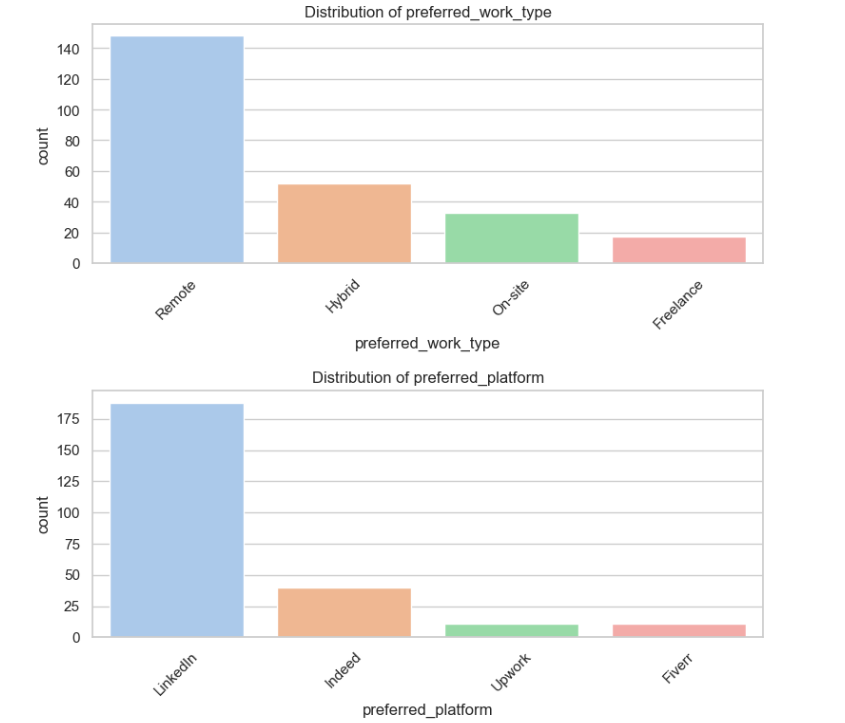 Distribution of preferred_work_type
140
120
100
80
60
40
20
0
count
Remote
Hybrid
On-site
Freelance
preferred_work_type
Distribution of preferred_platform
175
150
125
100
75
50
25
0
count
LinkedIn
Indeed
Upwork
Fiverr
preferred_platform